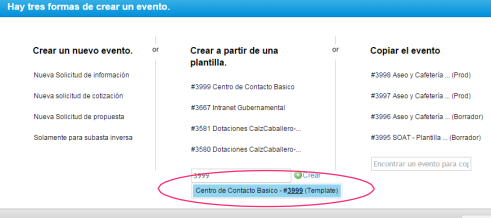 Hay tres formas de crear un evento.
Crear un nuevo evento.
Nueva Solicitud de información
Nueva solicitud de cotización
Nueva Solicitud de propuesta
Solamente para subasta inversa
or
Crear a partir de una
plantilla.
#3999 Centro de Contacto Basico
#3667 Intranet Gubernamental
#3581 Dotaciones CalzCaballero-...
#3580 Dotaciones CalzCaballero-...
3999
Crear
Centro de Contacto Basico - #3999 (Template)
or
Copiar el evento
#3998 Aseo y Cafetería ... (Prod)
#3997 Aseo y Cafetería ... (Prod)
#3996 Aseo y Cafetería ... (Borrador)
#3995 SOAT - Plantilla ... (Borrador)
Encontrar un evento para cop